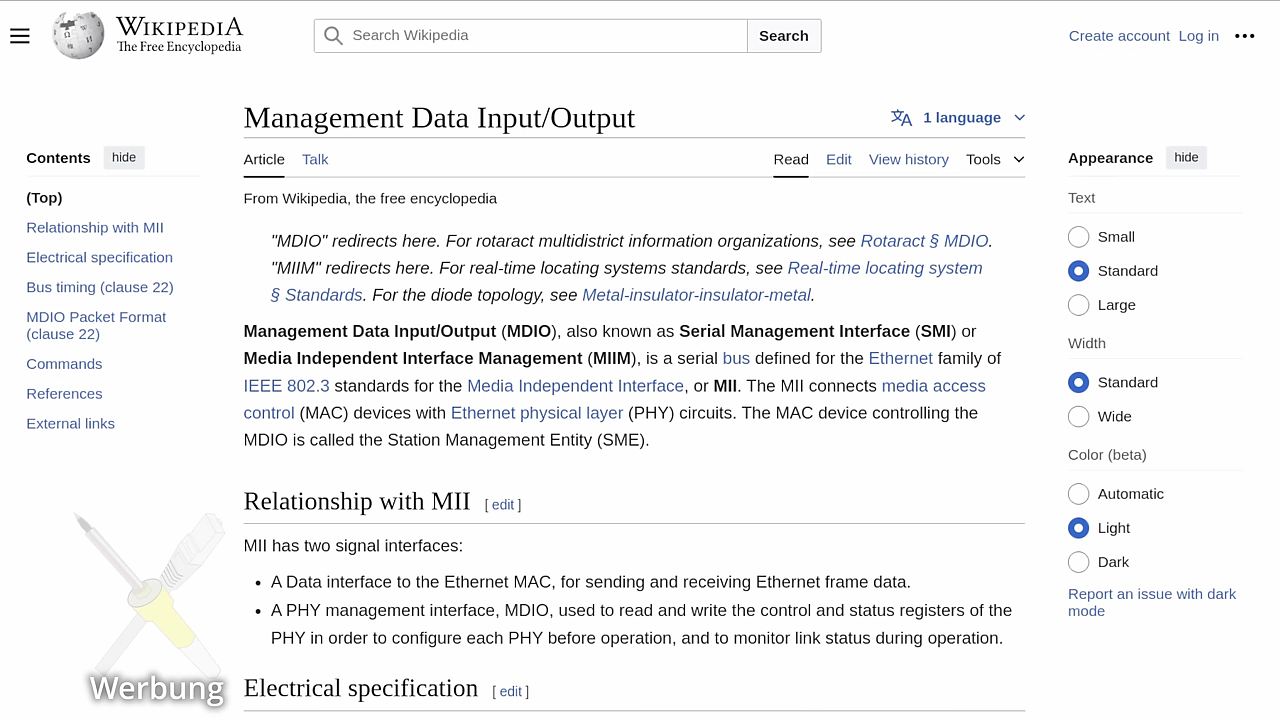 WIKIPEDIA
The Free Encyclopedia
Search Wikipedia
Search
Create account Log in
Management Data Input/Output
1 language
Contents hide
(Top)
Relationship with MII
Electrical specification
Bus timing (clause 22)
MDIO Packet Format
(clause 22)
Commands
References
External links
Article Talk
Read Edit View history Tools
From Wikipedia, the free encyclopedia
"MDIO" redirects here. For rotaract multidistrict information organizations, see Rotaract § MDIO.
"MIIM" redirects here. For real-time locating systems standards, see Real-time locating system
§ Standards. For the diode topology, see Metal-insulator-insulator-metal.
Management Data Input/Output (MDIO), also known as Serial Management Interface (SMI) or
Media Independent Interface Management (MIIM), is a serial bus defined for the Ethernet family of
IEEE 802.3 standards for the Media Independent Interface, or MII. The MII connects media access
control (MAC) devices with Ethernet physical layer (PHY) circuits. The MAC device controlling the
MDIO is called the Station Management Entity (SME).
Relationship with MII [ edit ]
MII has two signal interfaces:
• A Data interface to the Ethernet MAC, for sending and receiving Ethernet frame data.
• A PHY management interface, MDIO, used to read and write the control and status registers of the
PHY in order to configure each PHY before operation, and to monitor link status during operation.
Electrical specification [ edit ]
Appearance hide
Text
Small
Standard
Large
Width
Standard
Wide
Color (beta)
Automatic
Light
Dark
Report an issue with dark
mode
Werbung